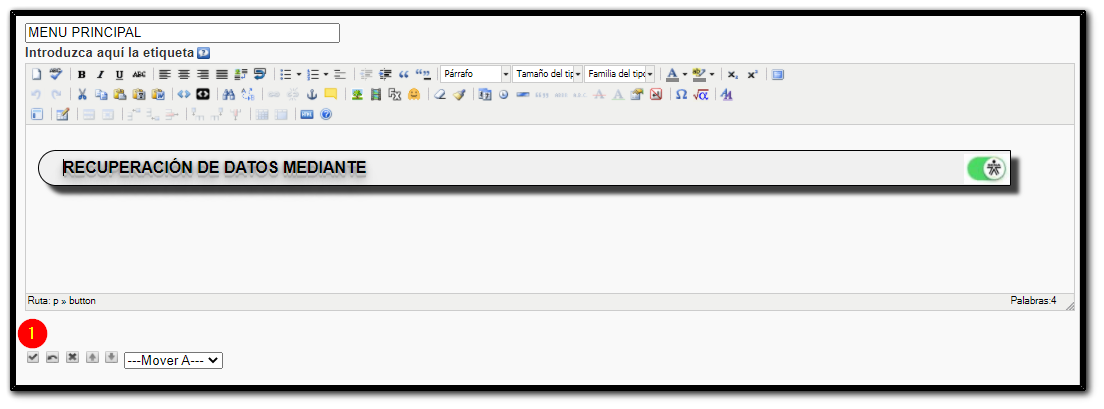 MENU PRINCIPAL
Introduzca aquí la etiqueta
Párrafo
Tamaño del tip
Familia del tipo
RECUPERACIÓN DE DATOS MEDIANTE
Ruta: p » button
Palabras:4
1
---Mover A---